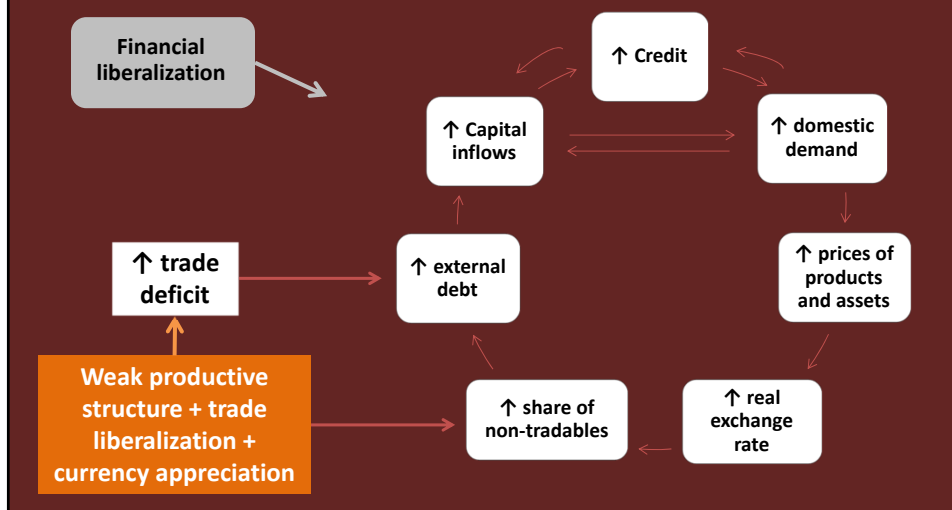 Financial
liberalization
↑ Credit
↑ Capital
inflows
↑ domestic
demand
↑ trade
deficit
↑ external
debt
↑ prices of
products
and assets
Weak productive
structure + trade
liberalization +
currency appreciation
↑ share of
non-tradables
↑ real
exchange
rate